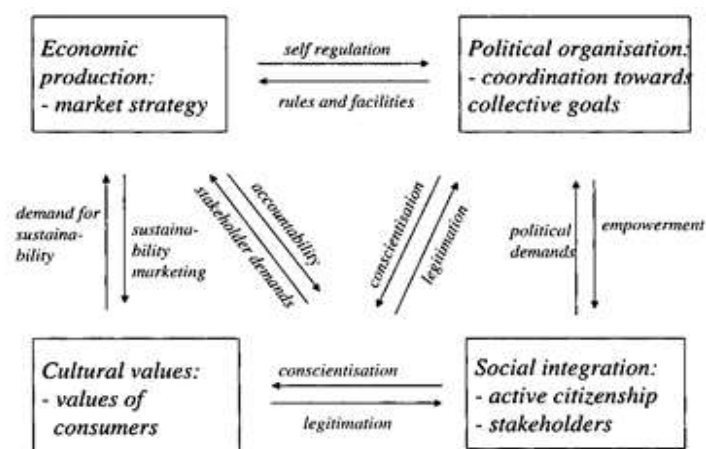 Economic
production:
- market strategy
self regulation
rules and facilities
Political organisation:
- coordination towards
collective goals
demand for
sustaina-
bility
sustaina-
bility
marketing
stakeholder demands
accountability
conscientisation
legitimation
political
demands
empowerment
Cultural values:
- values of
consumers
conscientisation
legitimation
Social integration:
- active citizenship
- stakeholders